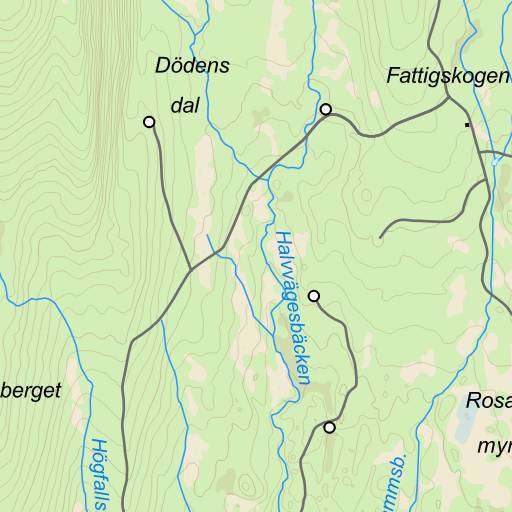 Dödens
dal
Fattigskogen
Halvvägesbäcken
berget
Rosa
myr
Högfalls
mmsb.